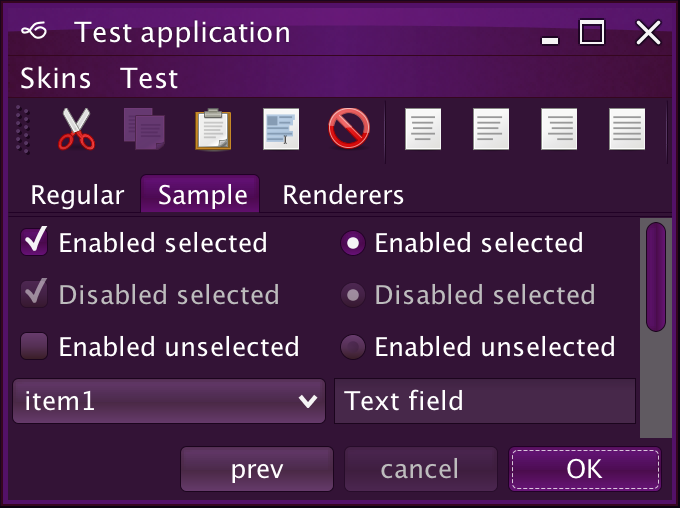 Test application
Skins Test
Regular Sample Renderers
Enabled selected Enabled selected
Disabled selected Disabled selected
Enabled unselected Enabled unselected
item1 Text field
prev cancel OK